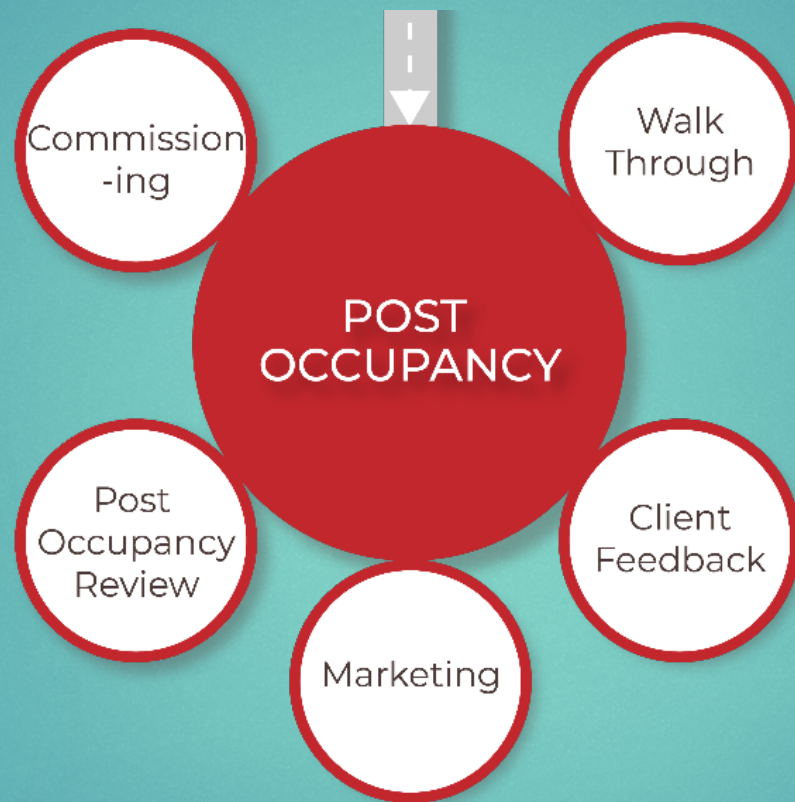 Commission
-ing
Walk
Through
POST
OCCUPANCY
Post
Occupancy
Review
Client
Feedback
Marketing